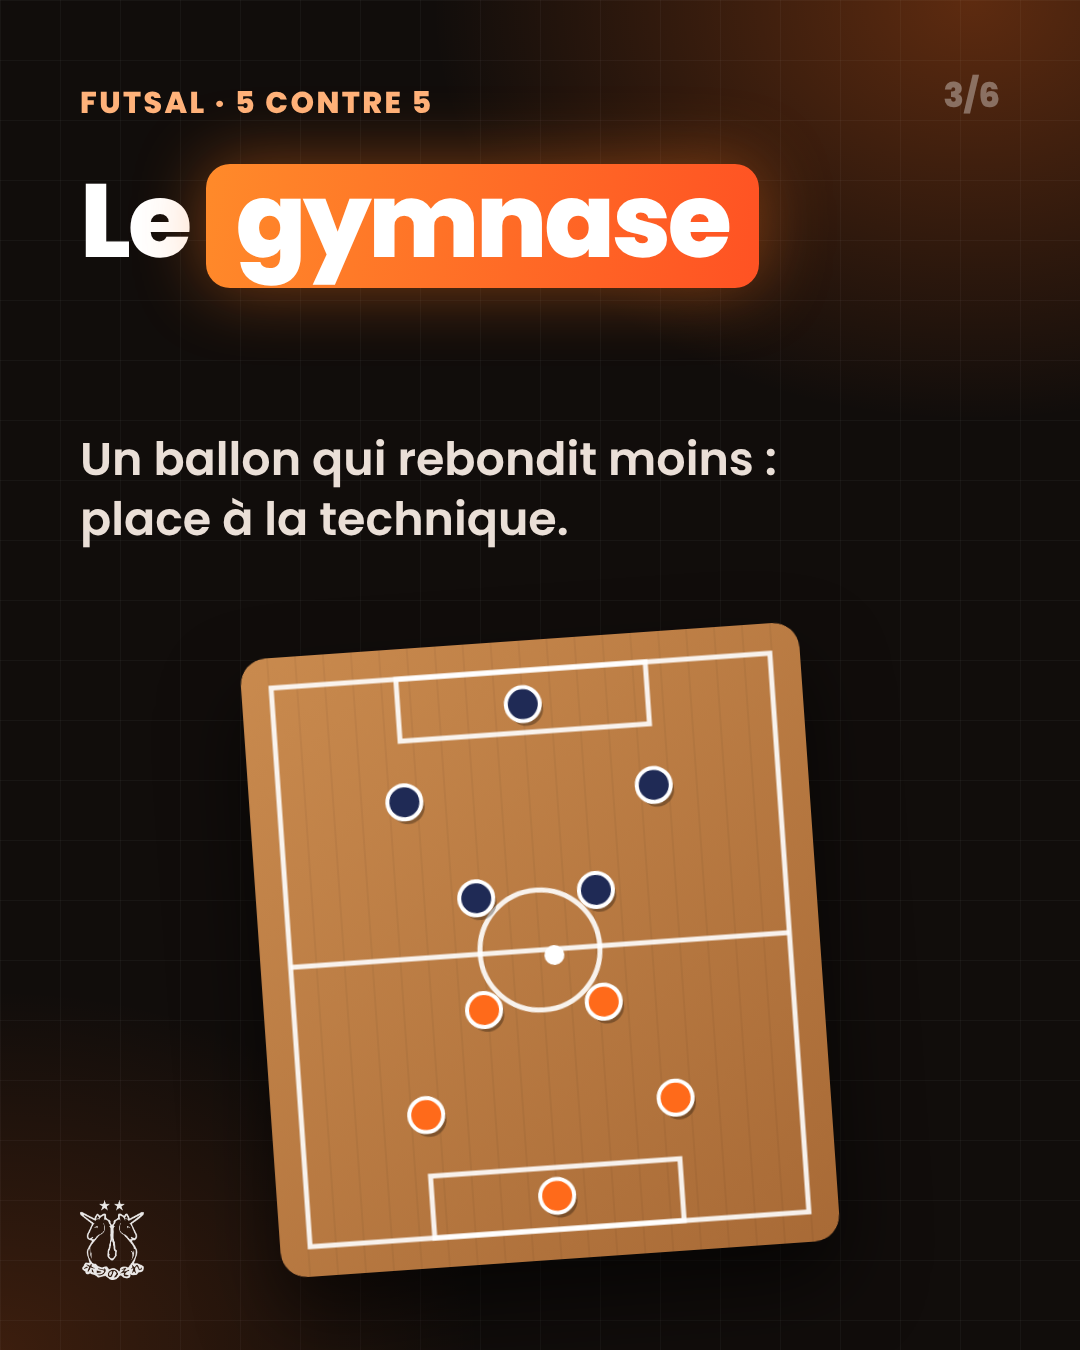 FUTSAL · 5 CONTRE 5
3/6
Le gymnase
Un ballon qui rebondit moins :
place à la technique.